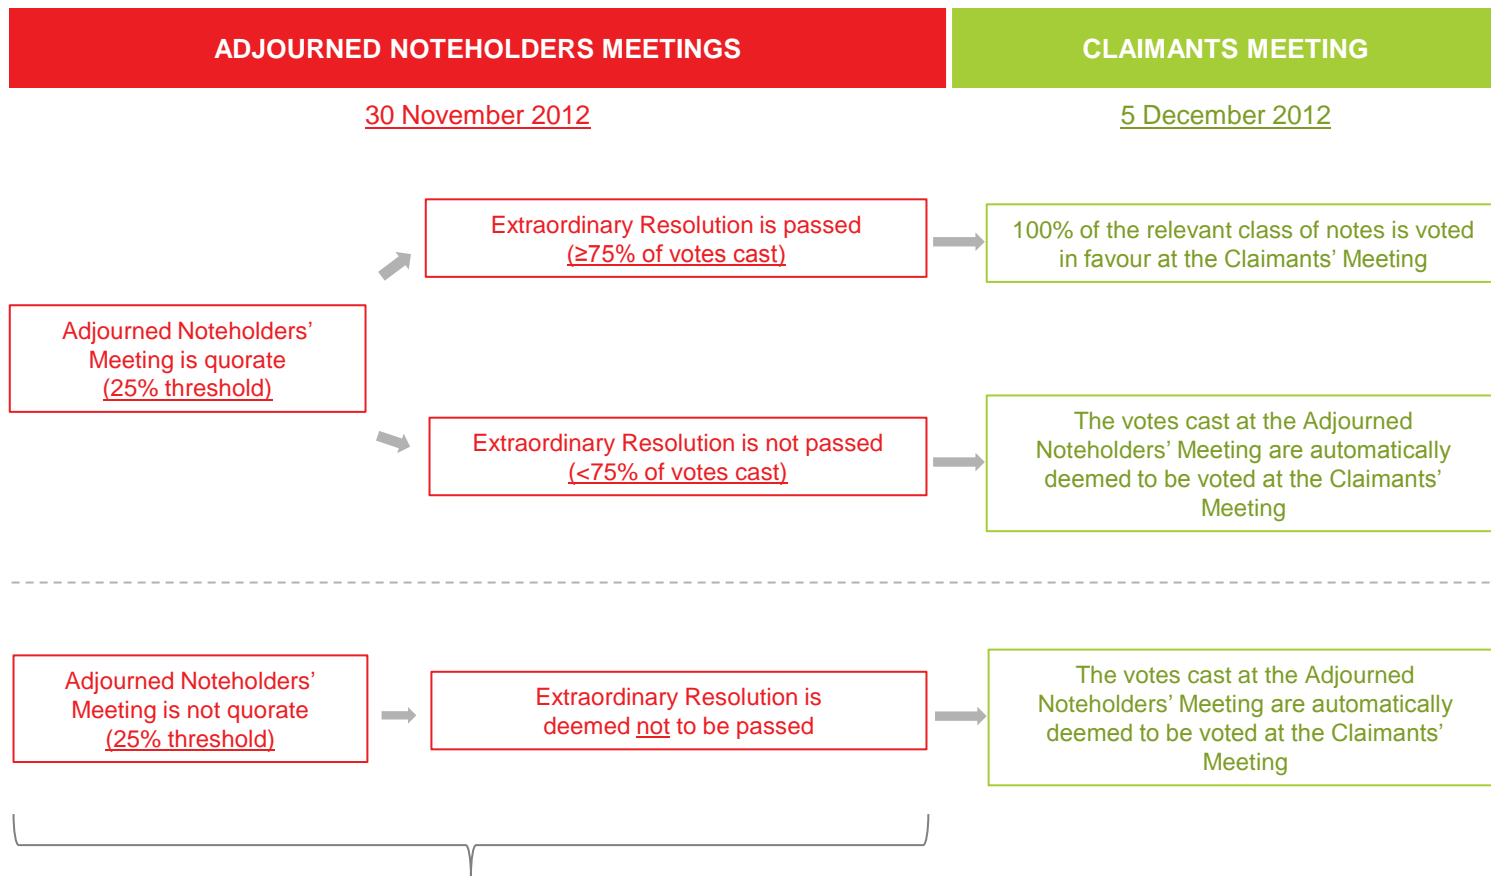 ADJOURNED NOTEHOLDERS MEETINGS
CLAIMANTS MEETING
30 November 2012
5 December 2012
Extraordinary Resolution is passed
(≥75% of votes cast)
100% of the relevant class of notes is voted
in favour at the Claimants’ Meeting
Adjourned Noteholders’
Meeting is quorate
(25% threshold)
Extraordinary Resolution is not passed
(<75% of votes cast)
The votes cast at the Adjourned
Noteholders’ Meeting are automatically
deemed to be voted at the Claimants’
Meeting
Adjourned Noteholders’
Meeting is not quorate
(25% threshold)
Extraordinary Resolution is
deemed not to be passed
The votes cast at the Adjourned
Noteholders’ Meeting are automatically
deemed to be voted at the Claimants’
Meeting